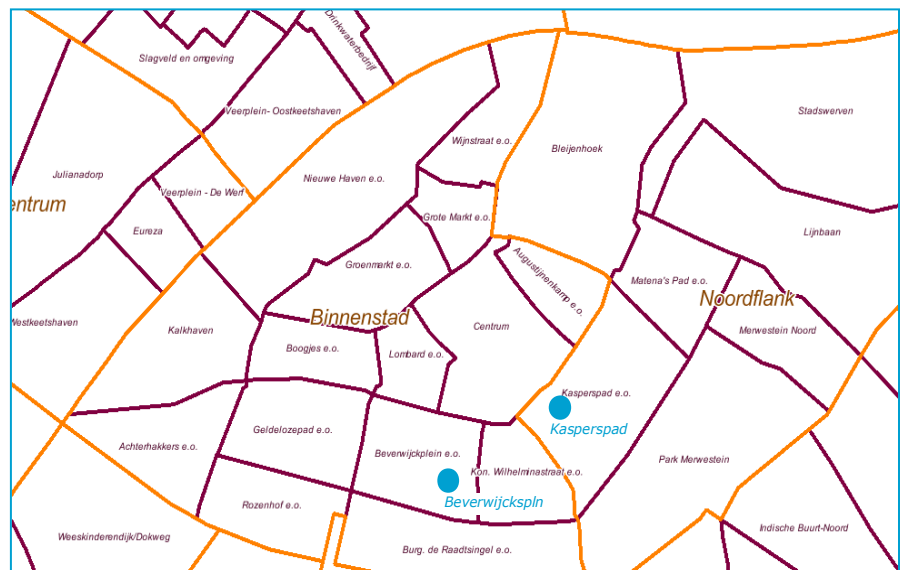 Drinkwaterbedrijf
Slagveld en omgeving
Veerplein- Oostkeetshaven
Stadswerven
Wijnstraat e.o.
Bleijenhoek
Julianadorp
Nieuwe Haven e.o.
Veerplein - De Werf
entrum
Grote Markt e.o.
Eureza
Lijnbaan
Groenmarkt e.o.
Augustijnenkamp e.o.
Matena's Pad e.o.
Noordflank
Westkeetshaven
Kalkhaven
Binnenstad
Centrum
Merwestein Noord
Boogjes e.o.
Lombard e.o.
Kasperspad e.o.
Kasperspad
Geldelozepad e.o.
Achterhakkers e.o.
Beverwijckplein e.o.
Park Merwestein
Kon. Wilhelminastraat e.o.
Beverwijckspln
Rozenhof e.o.
Indische Buurt-Noord
Weeskinderendijk/Dokweg
Burg. de Raadtsingel e.o.